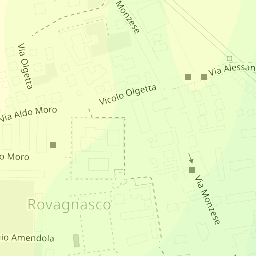 Monzese
Via Olgetta
Via Alessan
Vicolo Olgetta
Via Aldo Moro
o Moro
Via Monzese
Rovagnasco
io Amendola